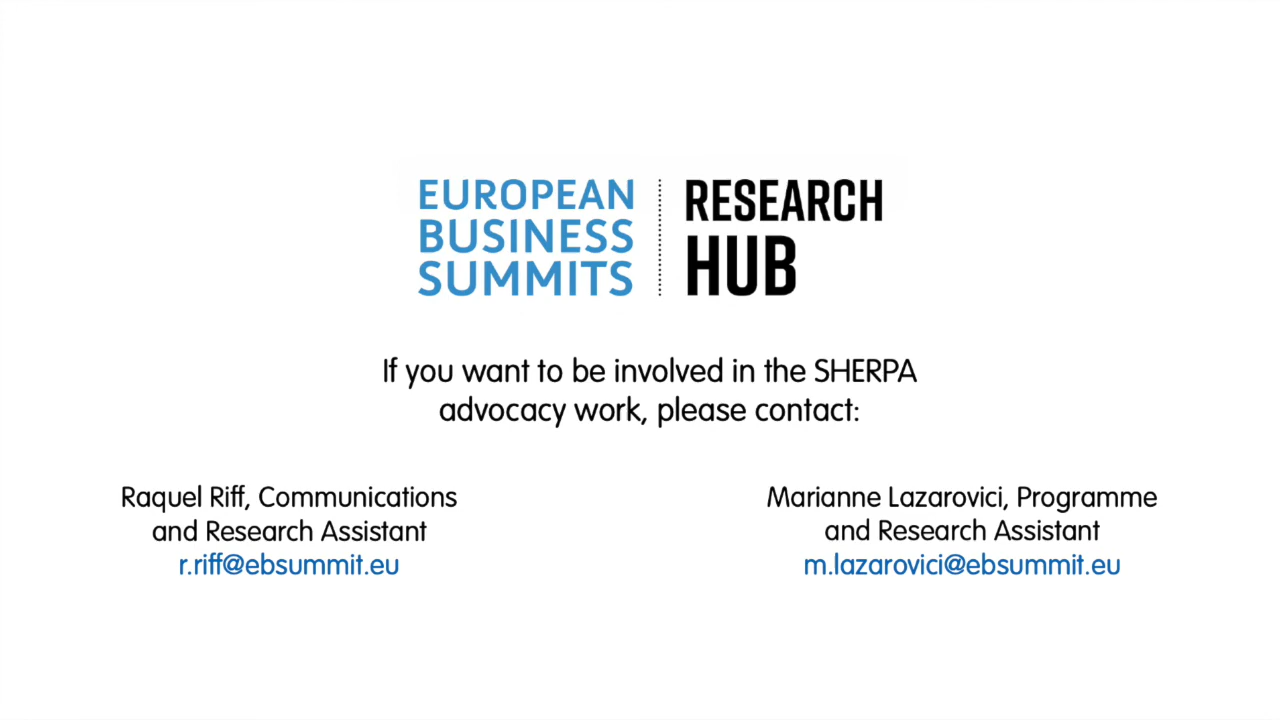 EUROPEAN
BUSINESS
SUMMITS
RESEARCH
HUB
If you want to be involved in the SHERPA
advocacy work, please contact:
Raquel Riff, Communications
and Research Assistant
r.riff@ebsummit.eu
Marianne Lazarovici, Programme
and Research Assistant
m.lazarovici@ebsummit.eu